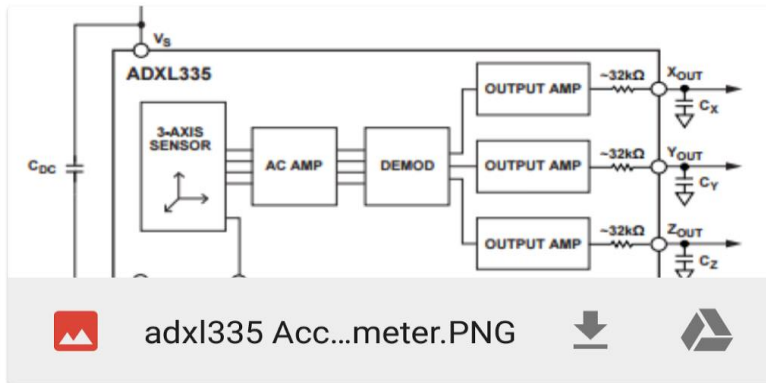 VS
ADXL335
3-AXIS
SENSOR
AC AMP
DEMOD
OUTPUT AMP
~32kΩ
XOUT
CX
OUTPUT AMP
~32kΩ
YOUT
CY
OUTPUT AMP
~32kΩ
ZOUT
CZ
CDC
adxl335 Acc...meter.PNG